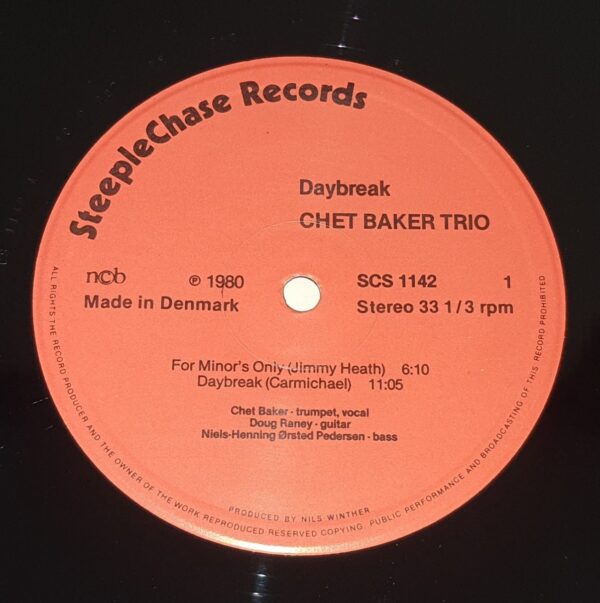 SteepleChase Records
Daybreak
CHET BAKER TRIO
ncb ℗ 1980 SCS 1142 1
Made in Denmark Stereo 33 1/3 rpm
For Minor's Only (Jimmy Heath) 6:10
Daybreak (Carmichael) 11:05
Chet Baker · trumpet, vocal
Doug Raney · guitar
Niels-Henning Ørsted Pedersen · bass
PRODUCED BY NILS WINTHER
ALL RIGHTS THE RECORD PRODUCER AND THE OWNER OF THE WORK REPRODUCED RESERVED COPYING, PUBLIC PERFORMANCE AND BROADCASTING OF THIS RECORD PROHIBITED